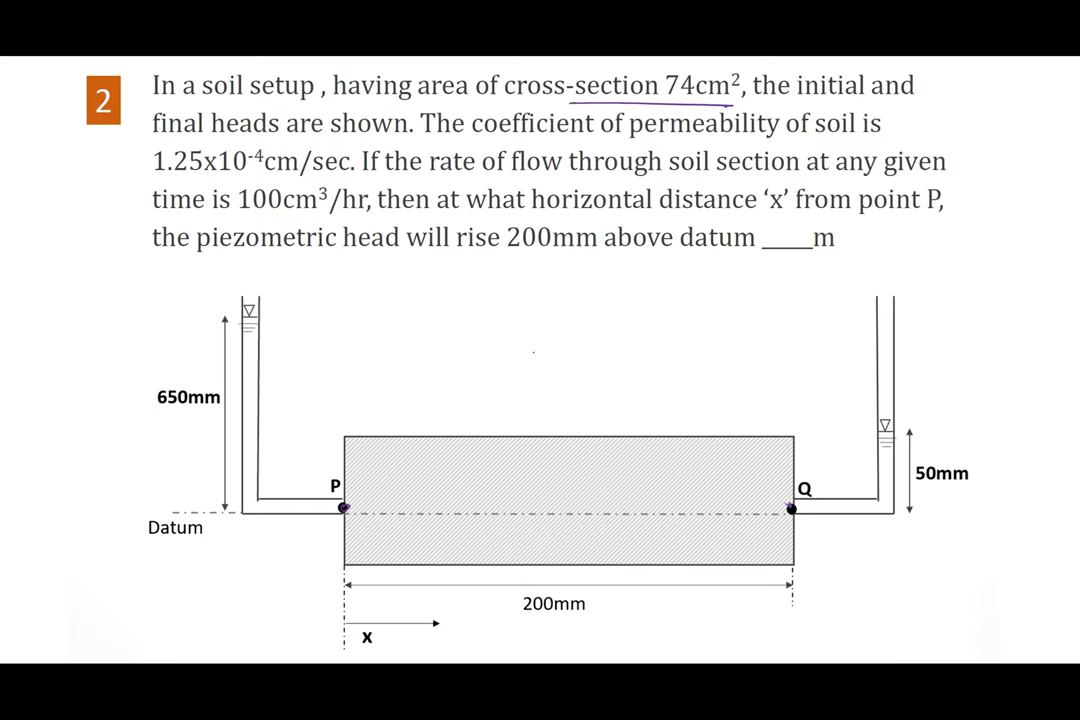 2
In a soil setup , having area of cross-section 74cm², the initial and
final heads are shown. The coefficient of permeability of soil is
1.25x10⁻⁴cm/sec. If the rate of flow through soil section at any given
time is 100cm³/hr, then at what horizontal distance ‘x’ from point P,
the piezometric head will rise 200mm above datum _____m
650mm
50mm
P
Q
Datum
200mm
x